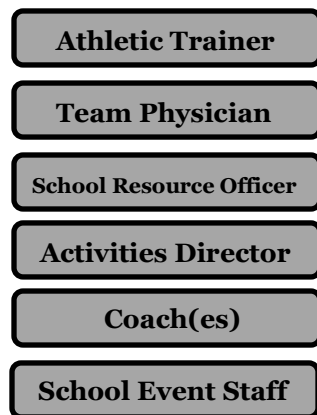 Athletic Trainer
Team Physician
School Resource Officer
Activities Director
Coach(es)
School Event Staff